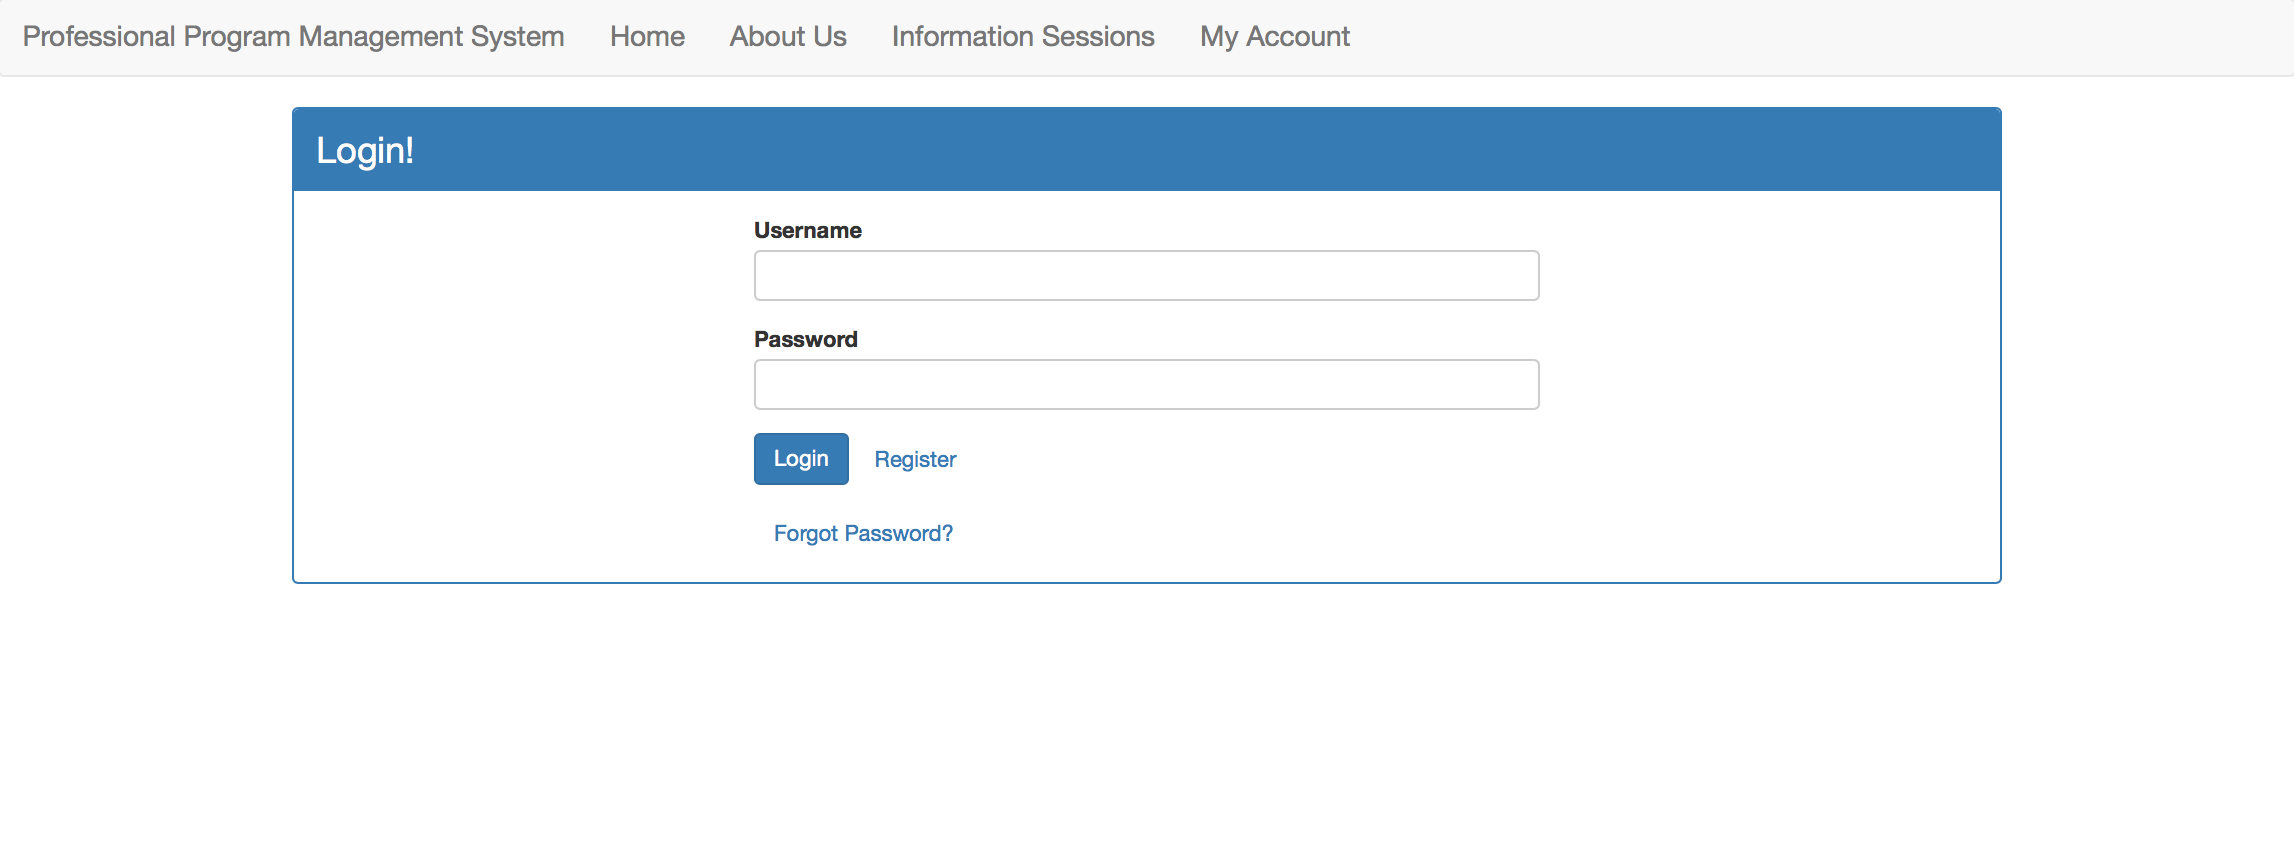 Professional Program Management System Home About Us Information Sessions My Account
Login!
Username
Password
Login Register
Forgot Password?